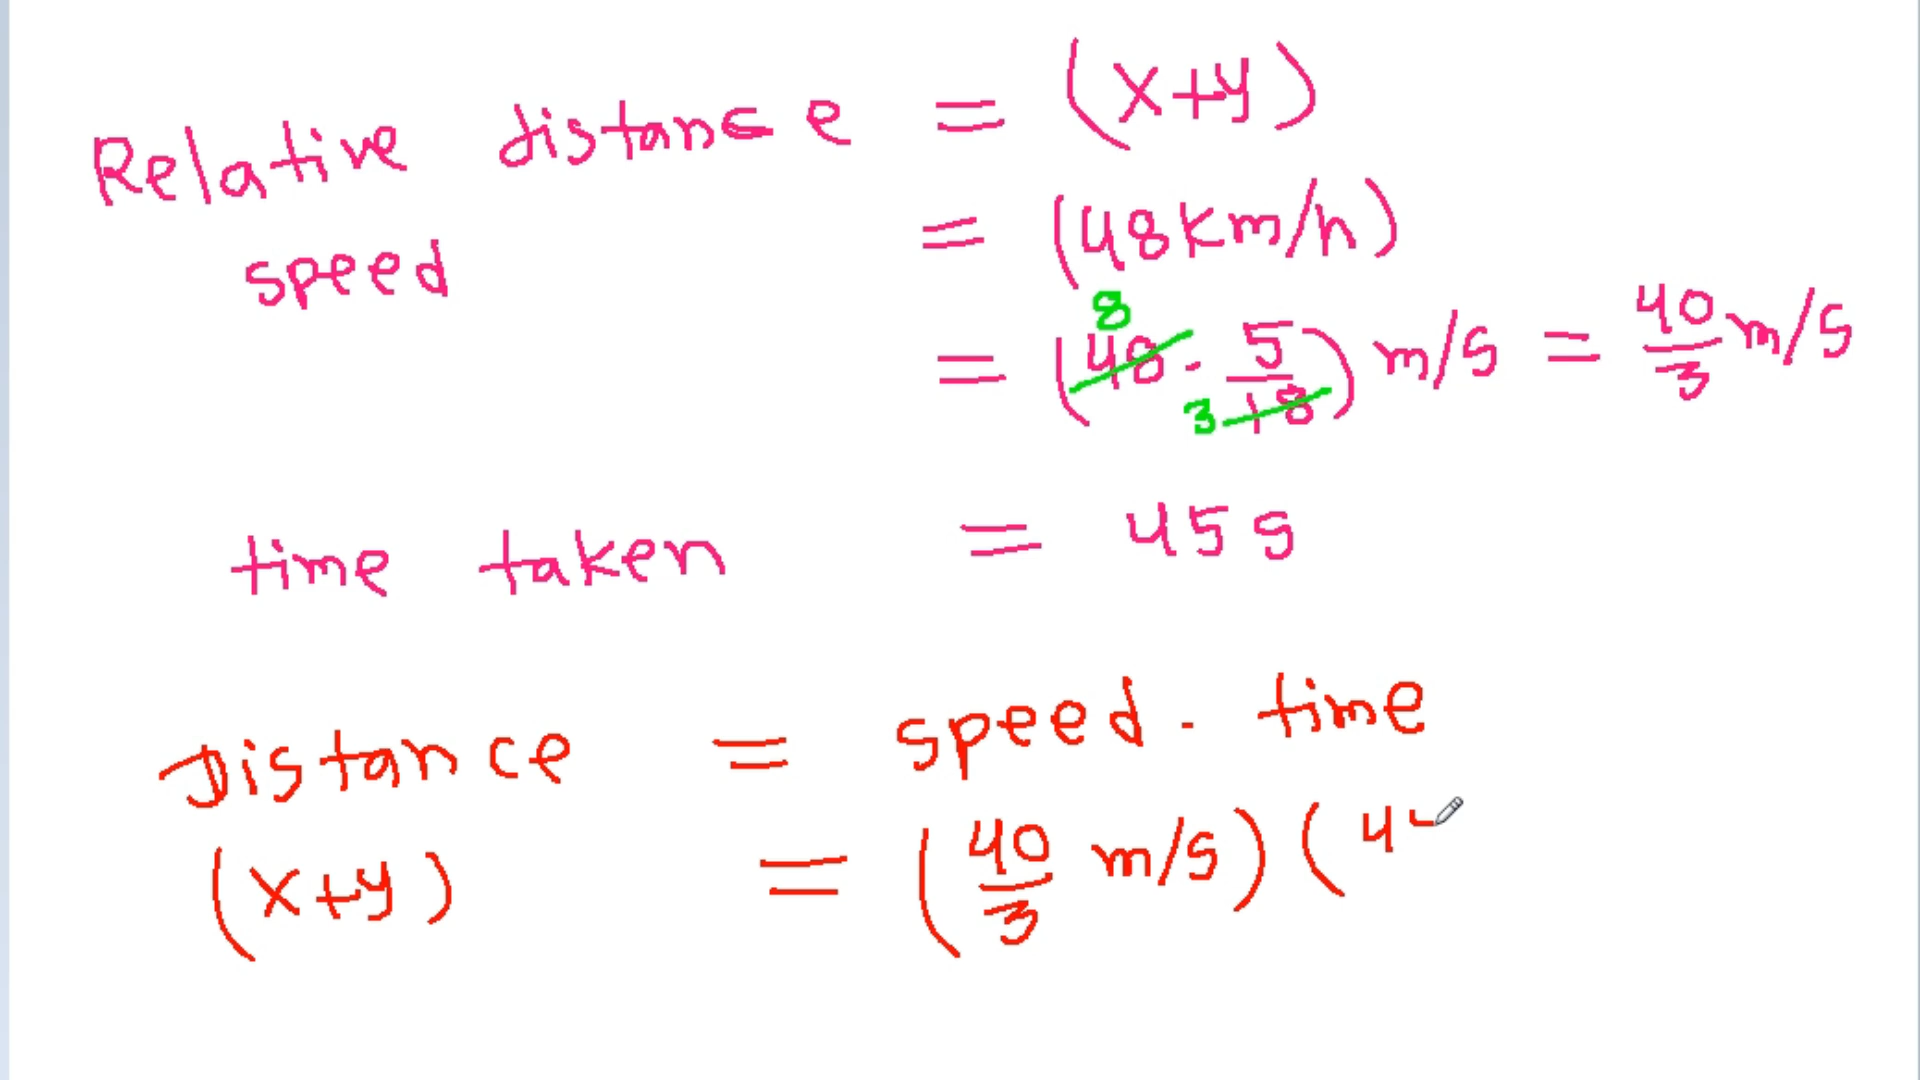 Relative distance = (x+y)
speed = (48km/h)
8
= (48 · 5/18) m/s = 40/3 m/s
3
time taken = 45s
Distance = speed · time
(x+y) = (40/3 m/s) (4